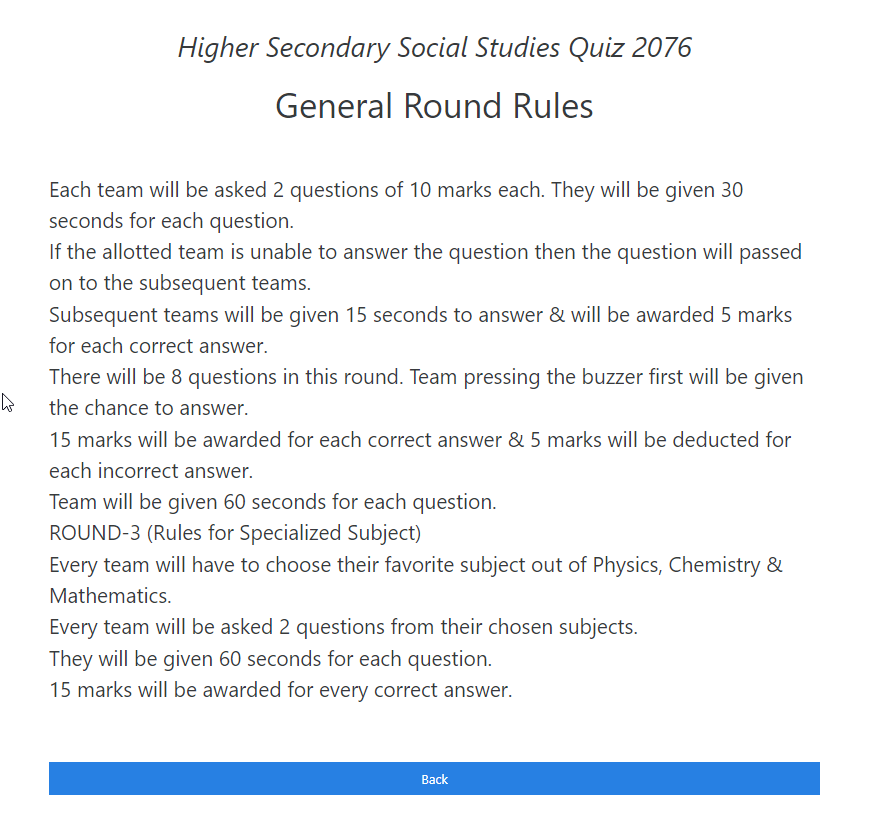 Higher Secondary Social Studies Quiz 2076
General Round Rules
Each team will be asked 2 questions of 10 marks each. They will be given 30
seconds for each question.
If the allotted team is unable to answer the question then the question will passed
on to the subsequent teams.
Subsequent teams will be given 15 seconds to answer & will be awarded 5 marks
for each correct answer.
There will be 8 questions in this round. Team pressing the buzzer first will be given
the chance to answer.
15 marks will be awarded for each correct answer & 5 marks will be deducted for
each incorrect answer.
Team will be given 60 seconds for each question.
ROUND-3 (Rules for Specialized Subject)
Every team will have to choose their favorite subject out of Physics, Chemistry &
Mathematics.
Every team will be asked 2 questions from their chosen subjects.
They will be given 60 seconds for each question.
15 marks will be awarded for every correct answer.
Back